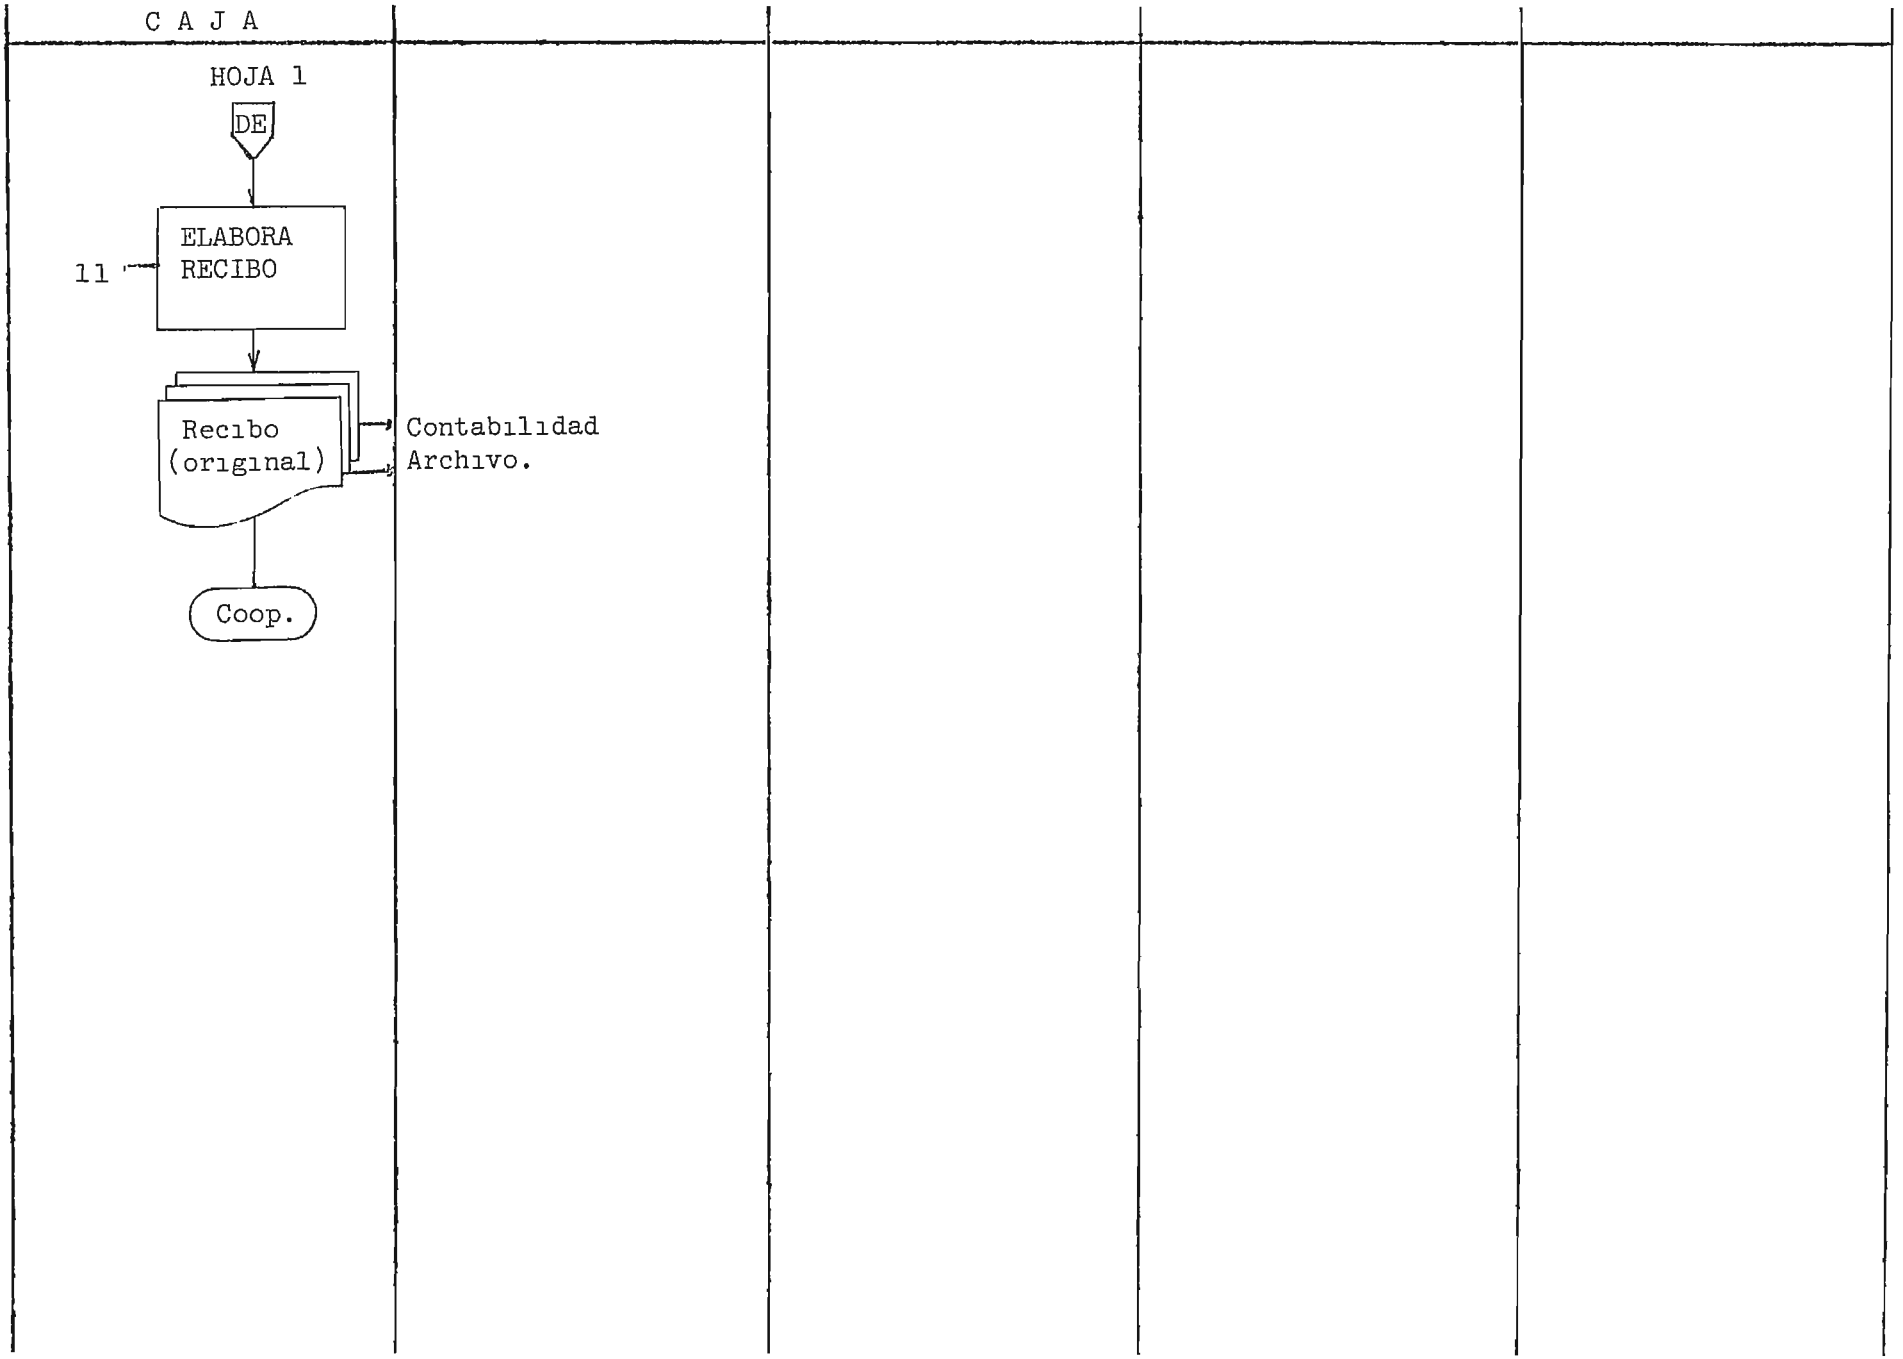 C A J A
HOJA 1
DE
ELABORA
RECIBO
11
Recibo
(original)
Contabilidad
Archivo.
Coop.